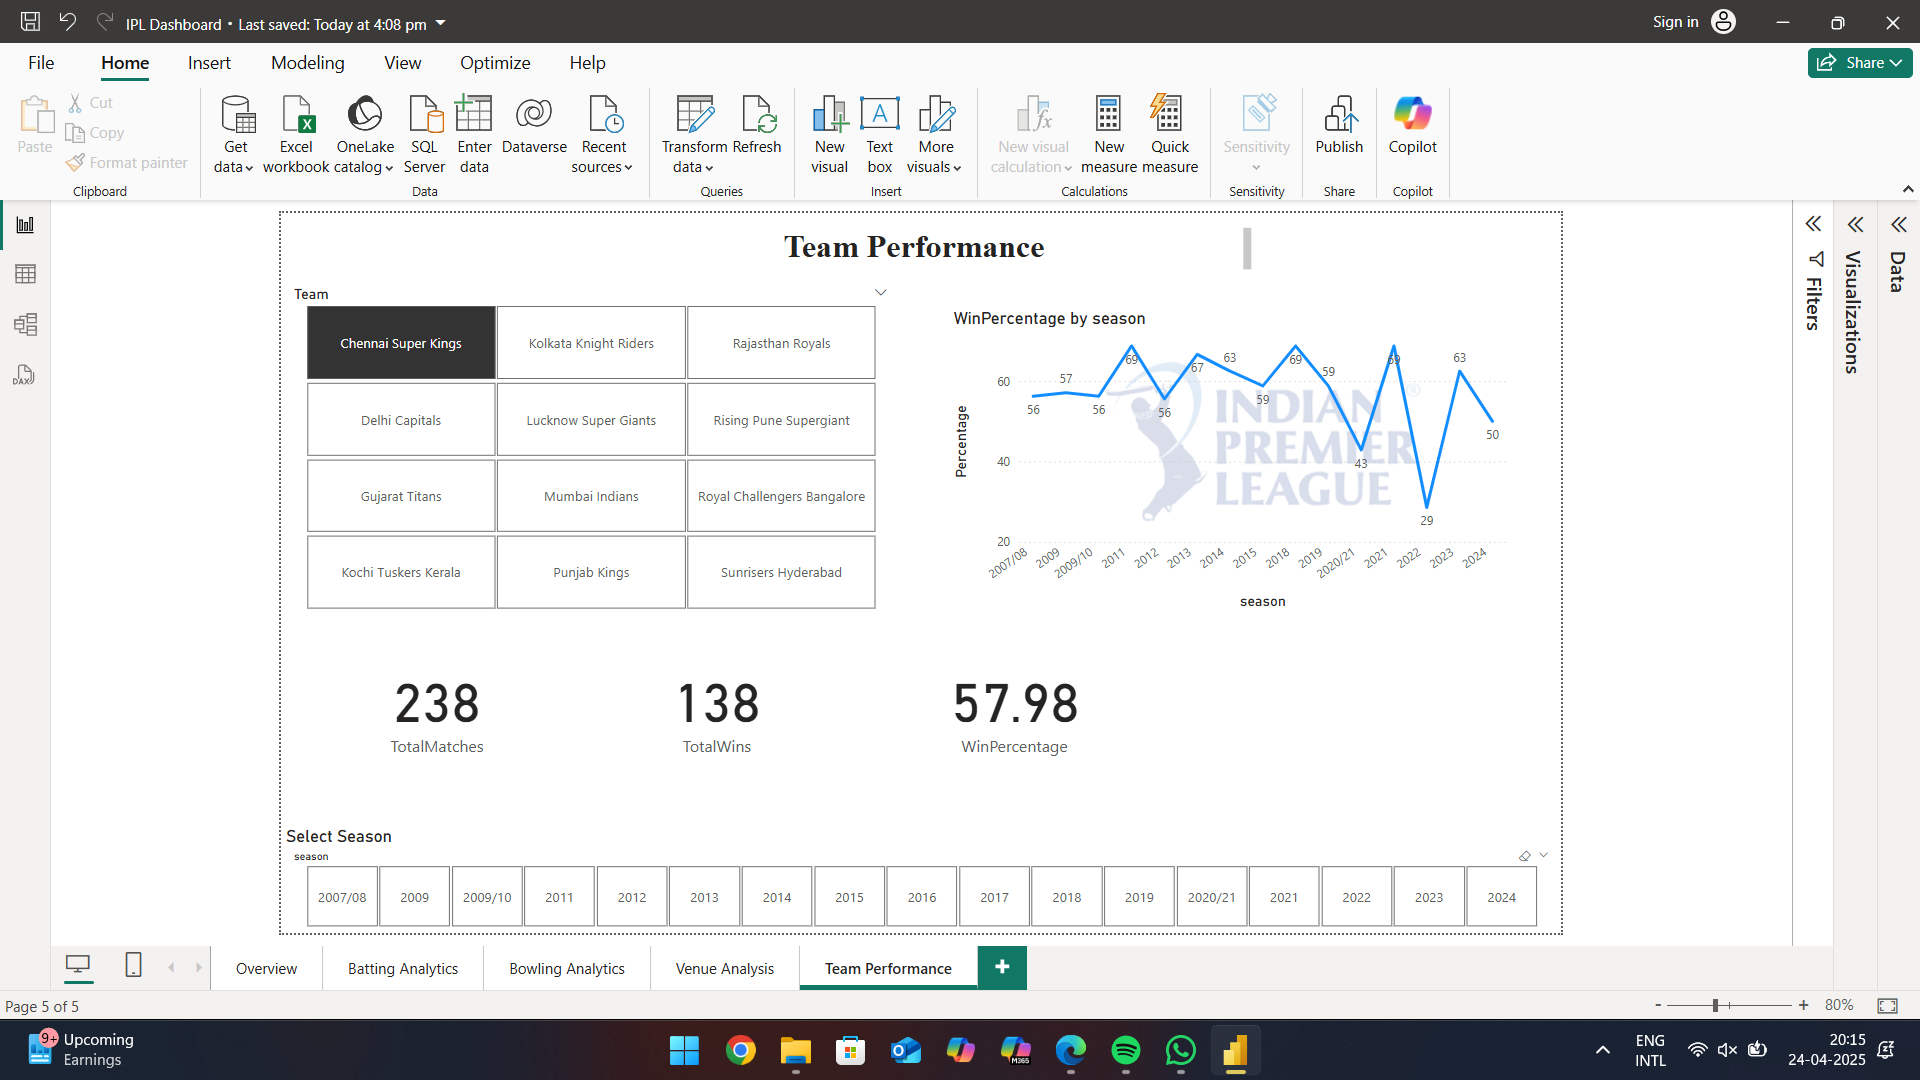 IPL Dashboard • Last saved: Today at 4:08 pm
Sign in
File Home Insert Modeling View Optimize Help
Share
Paste
Cut
Copy
Format painter
Clipboard
Get data
Excel workbook
OneLake catalog
SQL Server
Enter data
Dataverse
Recent sources
Data
Transform data
Refresh
Queries
New visual
Text box
More visuals
Insert
New visual calculation
New measure
Quick measure
Calculations
Sensitivity
Sensitivity
Publish
Share
Copilot
Copilot
Team Performance
Team
Chennai Super Kings
Kolkata Knight Riders
Rajasthan Royals
Delhi Capitals
Lucknow Super Giants
Rising Pune Supergiant
Gujarat Titans
Mumbai Indians
Royal Challengers Bangalore
Kochi Tuskers Kerala
Punjab Kings
Sunrisers Hyderabad
WinPercentage by season
Percentage
60
40
20
56
57
56
69
56
67
63
59
69
59
43
69
29
63
50
INDIAN
PREMIER
LEAGUE
2007/08 2009 2009/10 2011 2012 2013 2014 2015 2018 2019 2020/21 2021 2022 2023 2024
season
238
TotalMatches
138
TotalWins
57.98
WinPercentage
Select Season
season
2007/08 2009 2009/10 2011 2012 2013 2014 2015 2016 2017 2018 2019 2020/21 2021 2022 2023 2024
Filters
Visualizations
Data
DAX
Overview Batting Analytics Bowling Analytics Venue Analysis Team Performance
Page 5 of 5
- + 80%
9+
Upcoming
Earnings
M365
ENG
INTL
20:15
24-04-2025